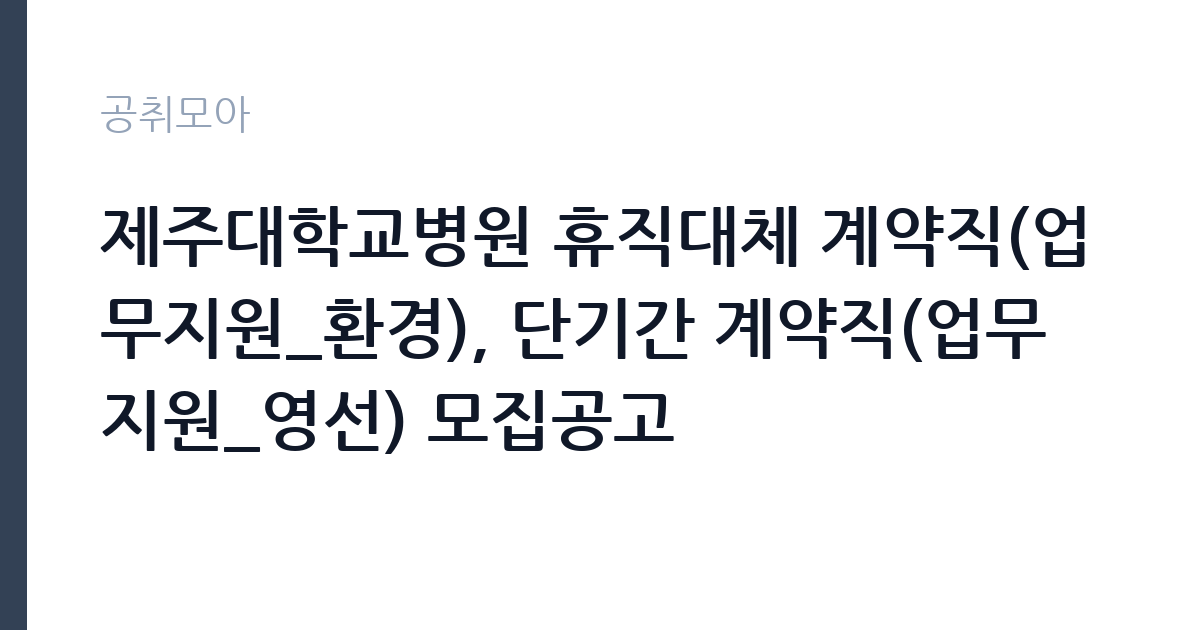 공취모아
제주대학교병원 휴직대체 계약직(업
무지원_환경), 단기간 계약직(업무
지원_영선) 모집공고